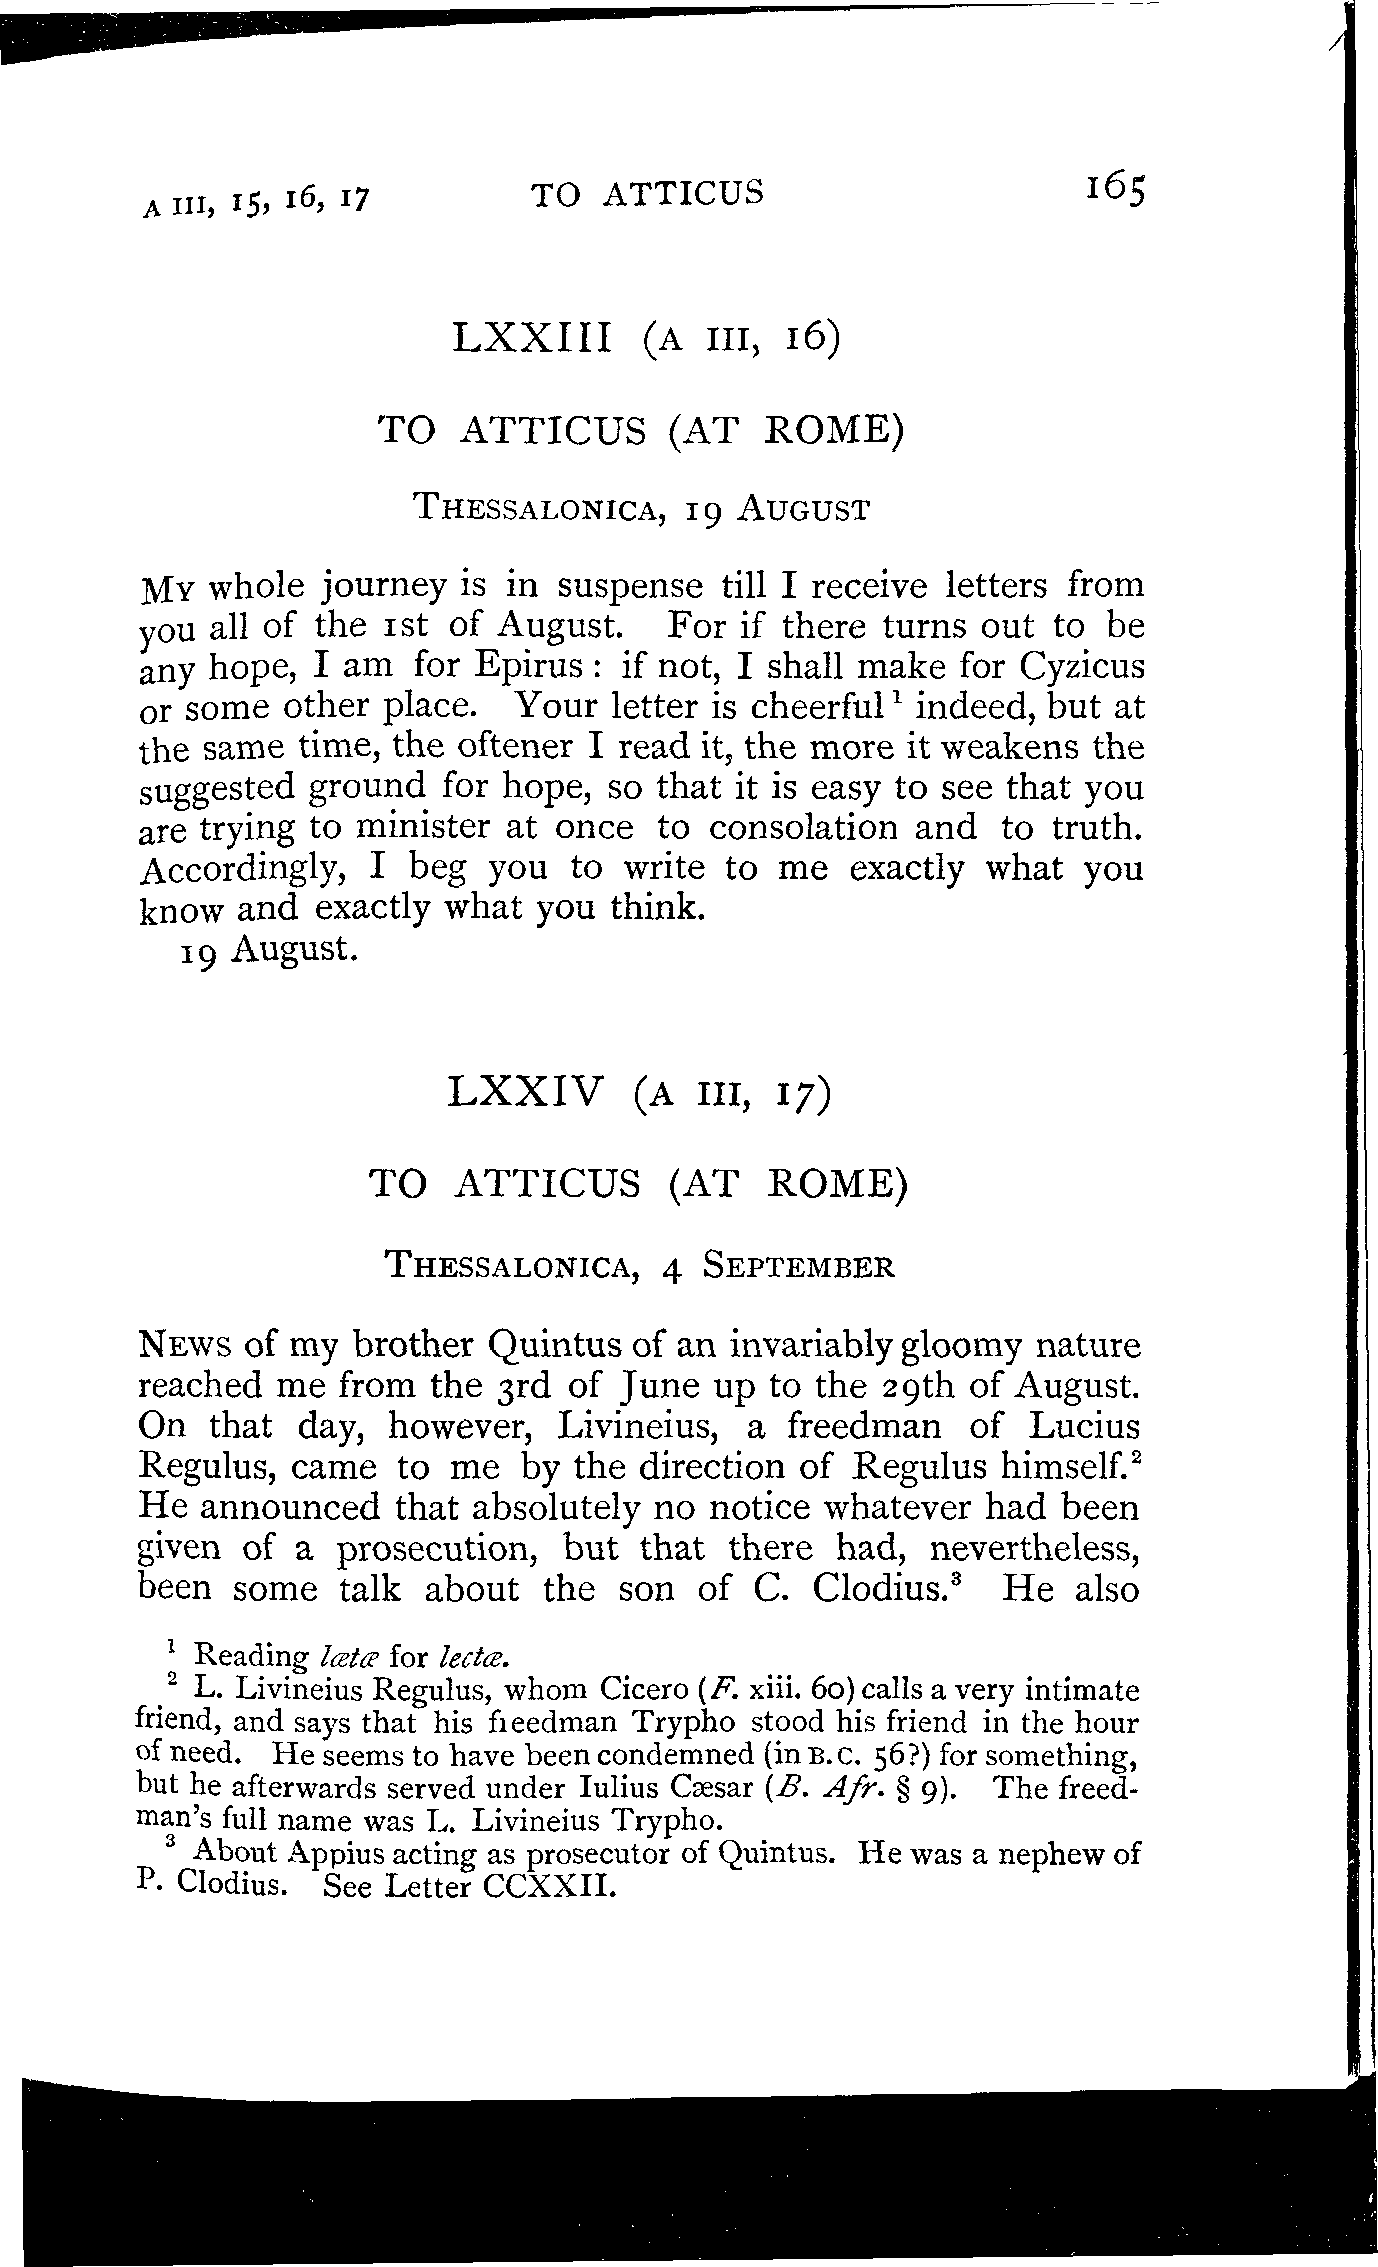 A III, 15, 16, 17 TO ATTICUS 165
LXXIII (A III, 16)
TO ATTICUS (AT ROME)
THESSALONICA, 19 AUGUST
MY whole journey is in suspense till I receive letters from
you all of the 1st of August. For if there turns out to be
any hope, I am for Epirus: if not, I shall make for Cyzicus
or some other place. Your letter is cheerful¹ indeed, but at
the same time, the oftener I read it, the more it weakens the
suggested ground for hope, so that it is easy to see that you
are trying to minister at once to consolation and to truth.
Accordingly, I beg you to write to me exactly what you
know and exactly what you think.
19 August.
LXXIV (A III, 17)
TO ATTICUS (AT ROME)
THESSALONICA, 4 SEPTEMBER
NEWS of my brother Quintus of an invariably gloomy nature
reached me from the 3rd of June up to the 29th of August.
On that day, however, Livineius, a freedman of Lucius
Regulus, came to me by the direction of Regulus himself.²
He announced that absolutely no notice whatever had been
given of a prosecution, but that there had, nevertheless,
been some talk about the son of C. Clodius.³ He also
¹ Reading lætæ for lectæ.
² L. Livineius Regulus, whom Cicero (F. xiii. 60) calls a very intimate
friend, and says that his freedman Trypho stood his friend in the hour
of need. He seems to have been condemned (in B.C. 56?) for something,
but he afterwards served under Iulius Cæsar (B. Afr. § 9). The freed-
man's full name was L. Livineius Trypho.
³ About Appius acting as prosecutor of Quintus. He was a nephew of
P. Clodius. See Letter CCXXII.